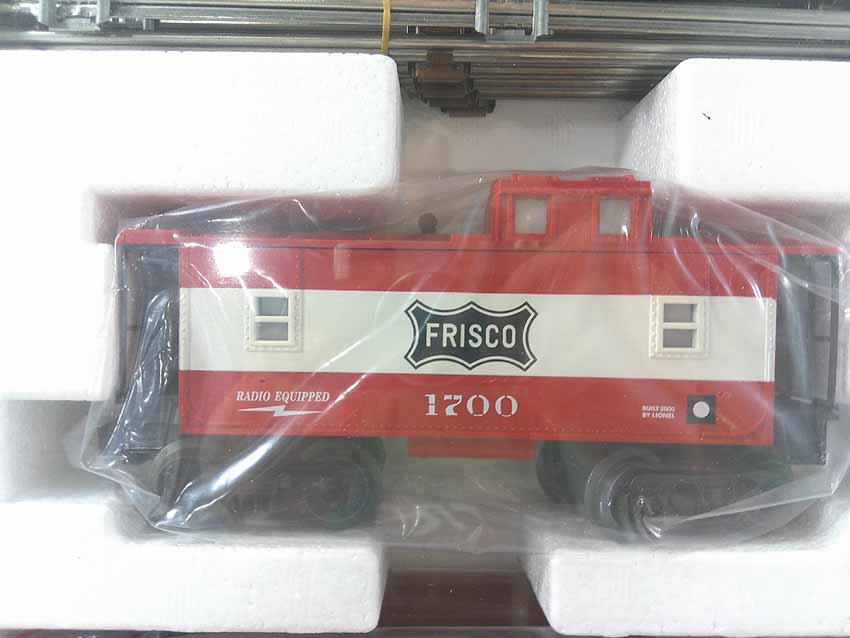 FRISCO
RADIO EQUIPPED
1700
BUILT 2000
BY LIONEL